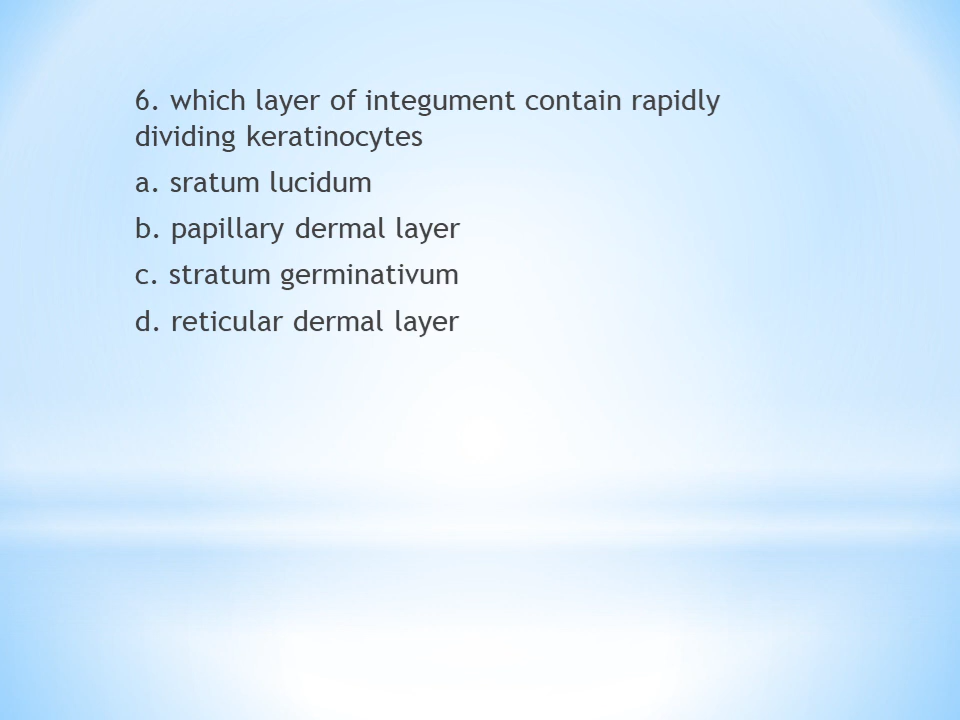 6. which layer of integument contain rapidly
dividing keratinocytes
a. sratum lucidum
b. papillary dermal layer
c. stratum germinativum
d. reticular dermal layer